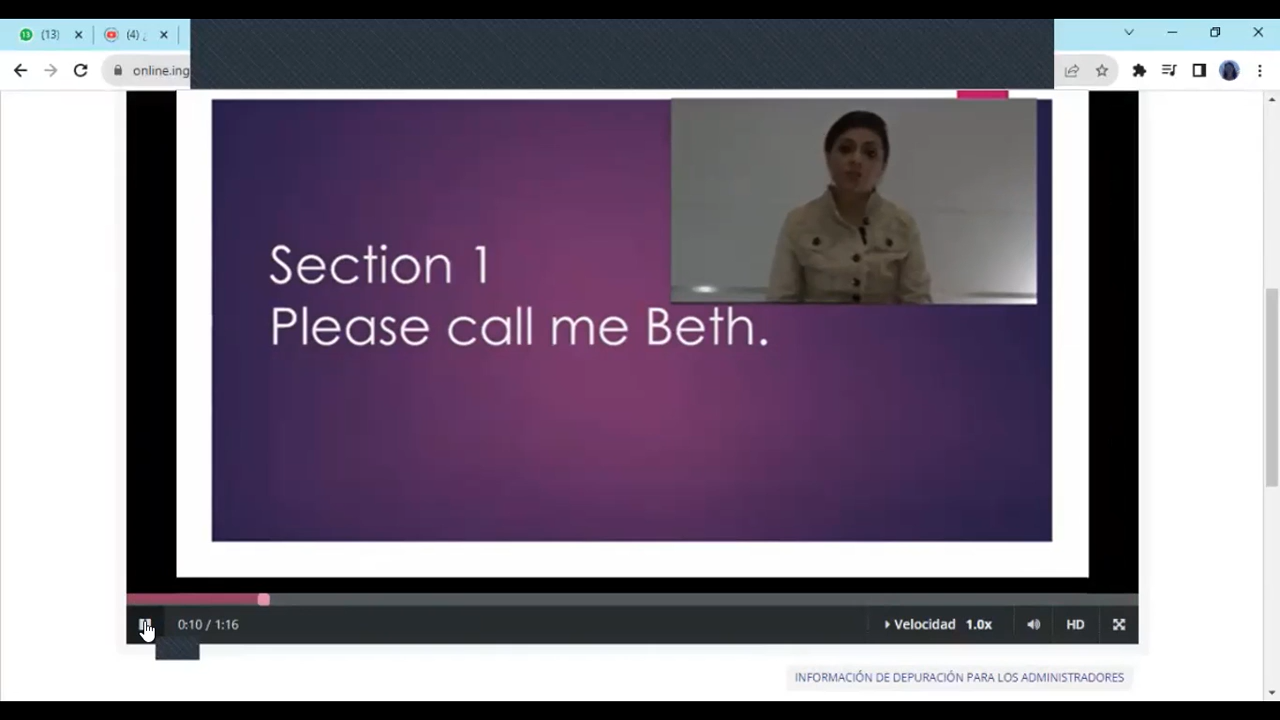 (13)
(4) ¿
online.ing
Section 1
Please call me Beth.
0:10 / 1:16
Velocidad 1.0x
HD
INFORMACIÓN DE DEPURACIÓN PARA LOS ADMINISTRADORES